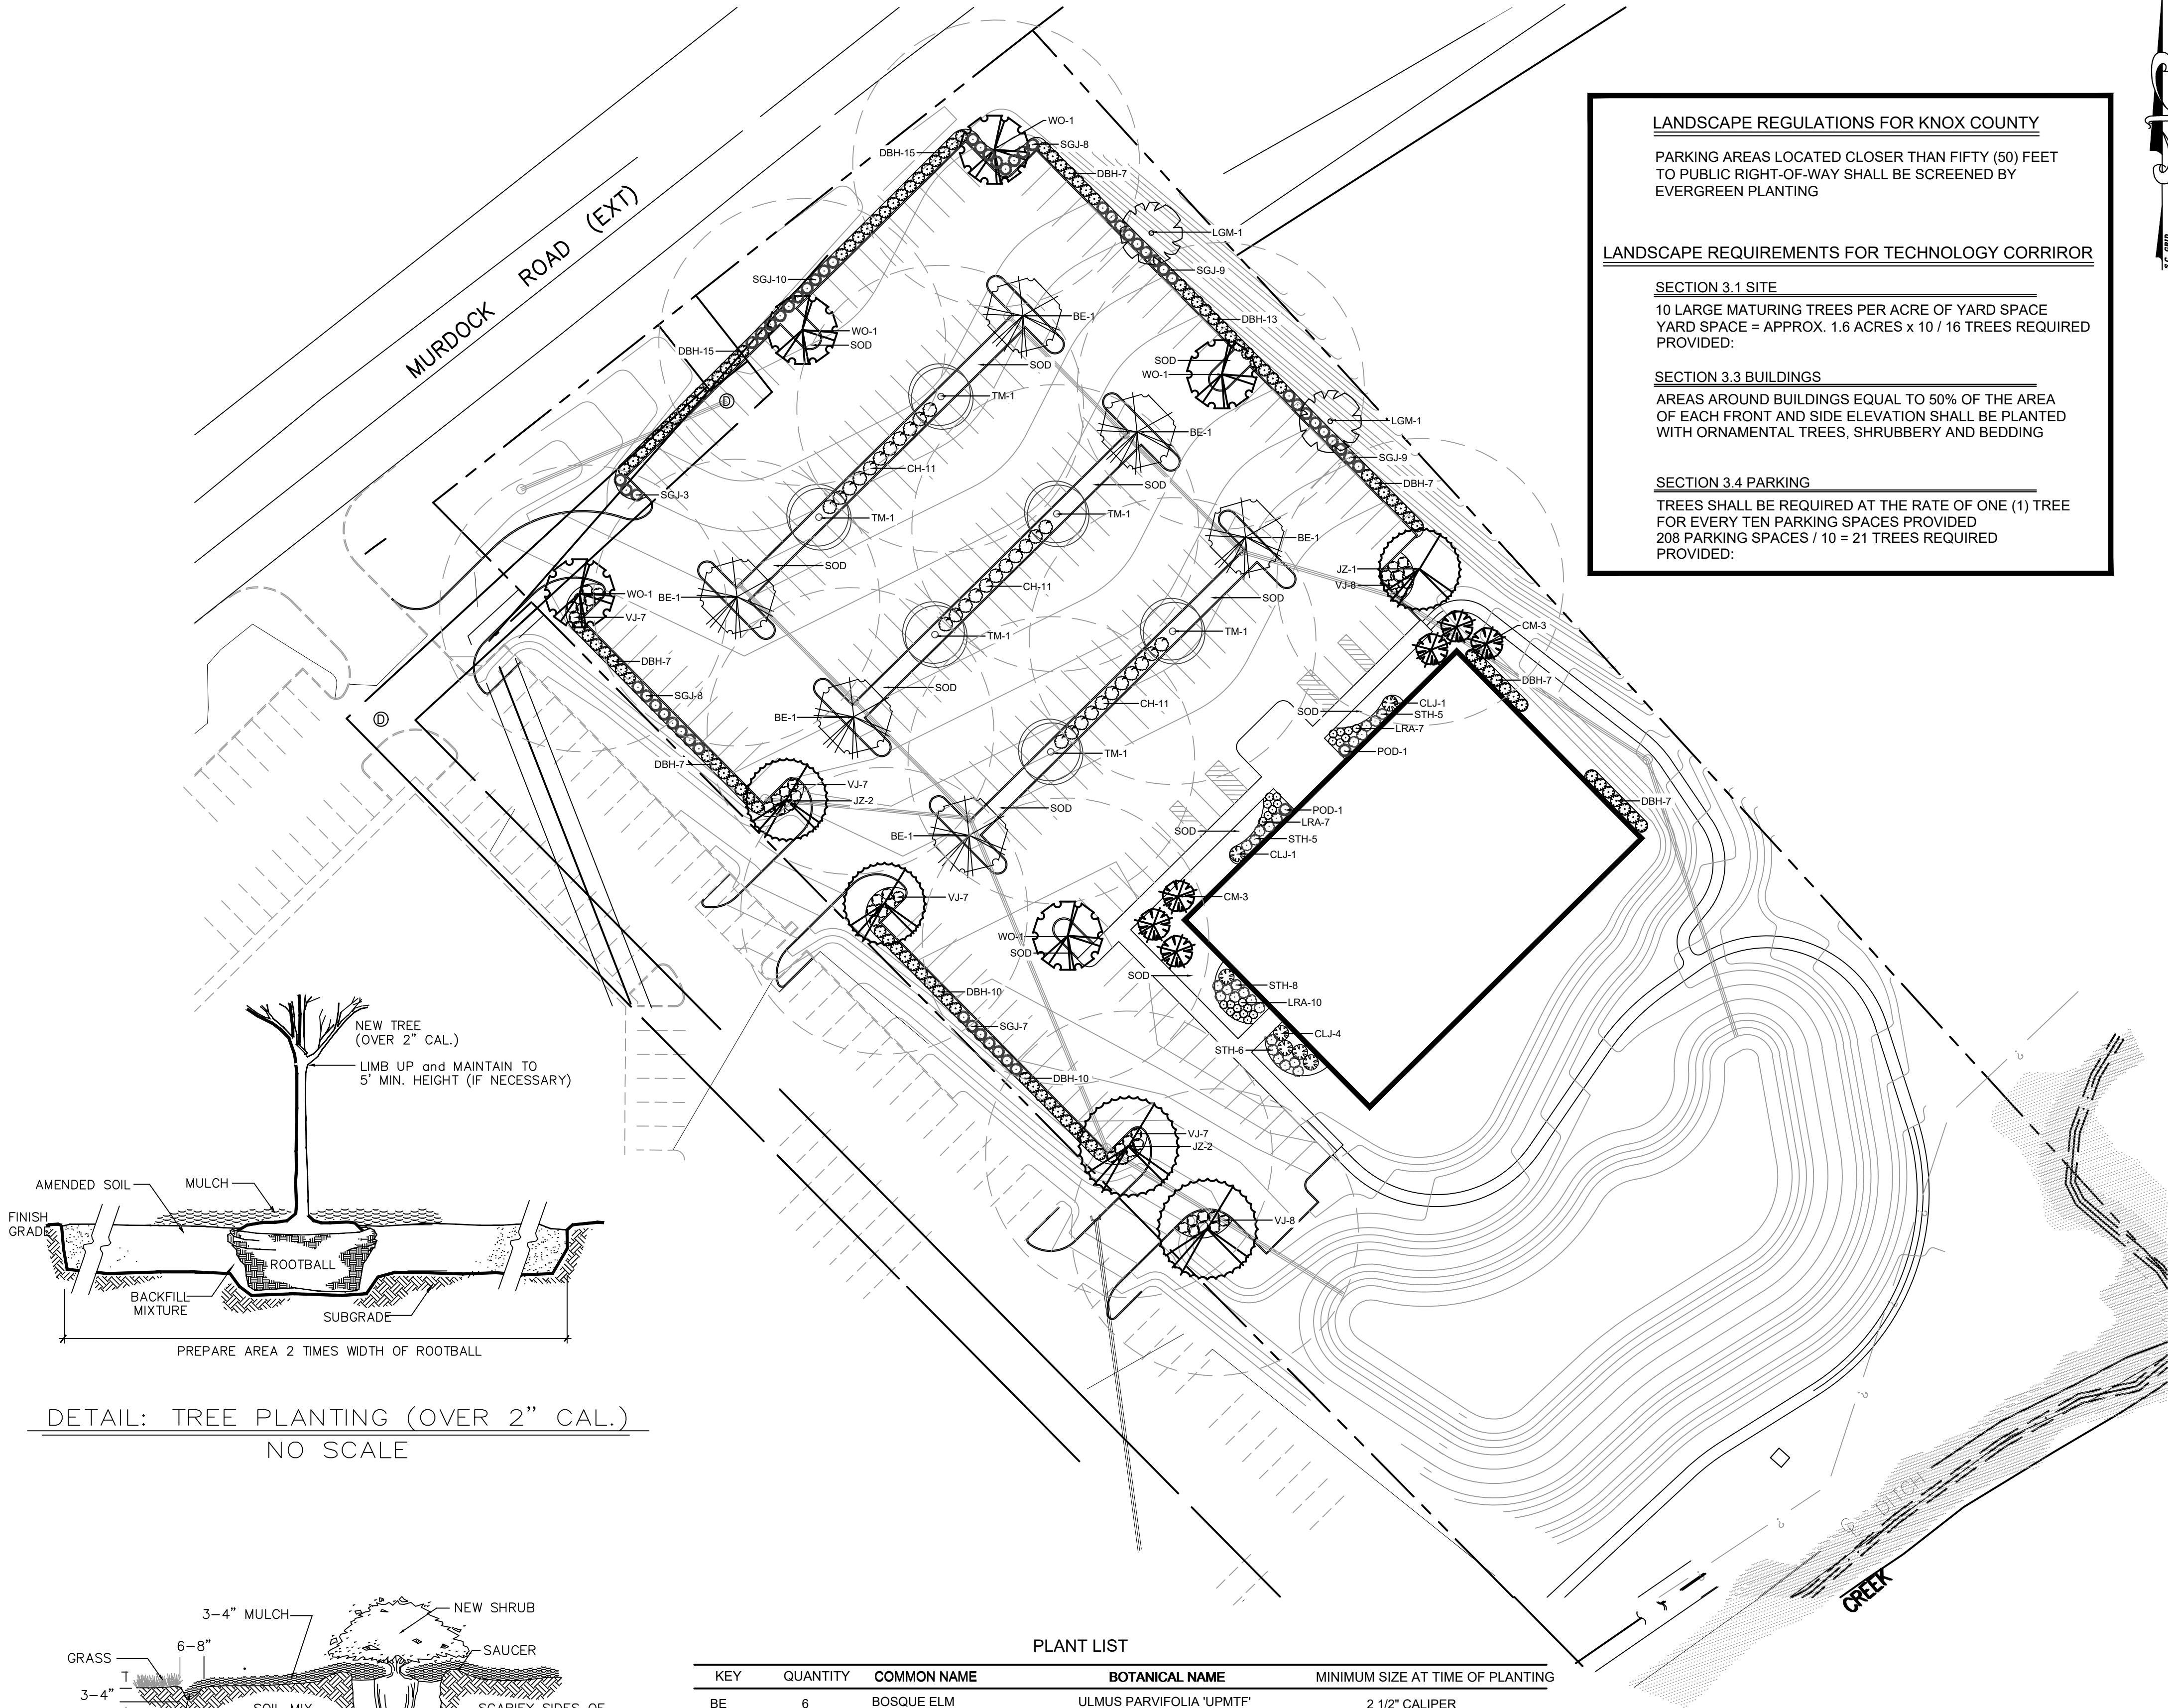 MURDOCK ROAD (EXT)
WO-1
DBH-15
SGJ-8
DBH-7
LGM-1
SGJ-9
SGJ-10
BE-1
DBH-13
WO-1
SOD
DBH-15
SOD
WO-1
SOD
TM-1
LGM-1
BE-1
SGJ-9
CH-11
DBH-7
SOD
SGJ-3
TM-1
TM-1
BE-1
SOD
JZ-1
VJ-8
CH-11
WO-1
BE-1
SOD
VJ-7
CM-3
TM-1
TM-1
DBH-7
DBH-7
SOD
SGJ-8
CLJ-1
SOD
STH-5
CH-11
BE-1
LRA-7
POD-1
TM-1
DBH-7
VJ-7
JZ-2
DBH-7
SOD
POD-1
LRA-7
SOD
BE-1
STH-5
CLJ-1
VJ-7
CM-3
WO-1
SOD
SOD
STH-8
DBH-10
LRA-10
SGJ-7
CLJ-4
STH-6
DBH-10
VJ-7
JZ-2
VJ-8
D
D
LANDSCAPE REGULATIONS FOR KNOX COUNTY
PARKING AREAS LOCATED CLOSER THAN FIFTY (50) FEET
TO PUBLIC RIGHT-OF-WAY SHALL BE SCREENED BY
EVERGREEN PLANTING
LANDSCAPE REQUIREMENTS FOR TECHNOLOGY CORRIROR
SECTION 3.1 SITE
10 LARGE MATURING TREES PER ACRE OF YARD SPACE
YARD SPACE = APPROX. 1.6 ACRES x 10 / 16 TREES REQUIRED
PROVIDED:
SECTION 3.3 BUILDINGS
AREAS AROUND BUILDINGS EQUAL TO 50% OF THE AREA
OF EACH FRONT AND SIDE ELEVATION SHALL BE PLANTED
WITH ORNAMENTAL TREES, SHRUBBERY AND BEDDING
SECTION 3.4 PARKING
TREES SHALL BE REQUIRED AT THE RATE OF ONE (1) TREE
FOR EVERY TEN PARKING SPACES PROVIDED
208 PARKING SPACES / 10 = 21 TREES REQUIRED
PROVIDED:
NEW TREE
(OVER 2" CAL.)
LIMB UP and MAINTAIN TO
5' MIN. HEIGHT (IF NECESSARY)
AMENDED SOIL
MULCH
FINISH
GRADE
ROOTBALL
BACKFILL
MIXTURE
SUBGRADE
PREPARE AREA 2 TIMES WIDTH OF ROOTBALL
DETAIL: TREE PLANTING (OVER 2" CAL.)
NO SCALE
3-4" MULCH
NEW SHRUB
6-8"
SAUCER
GRASS
3-4"
SOIL MIX
SCARIFY SIDES OF
DITCH
CREEK
PLANT LIST
KEY QUANTITY COMMON NAME BOTANICAL NAME MINIMUM SIZE AT TIME OF PLANTING
BE 6 BOSQUE ELM ULMUS PARVIFOLIA 'UPMTF' 2 1/2" CALIPER